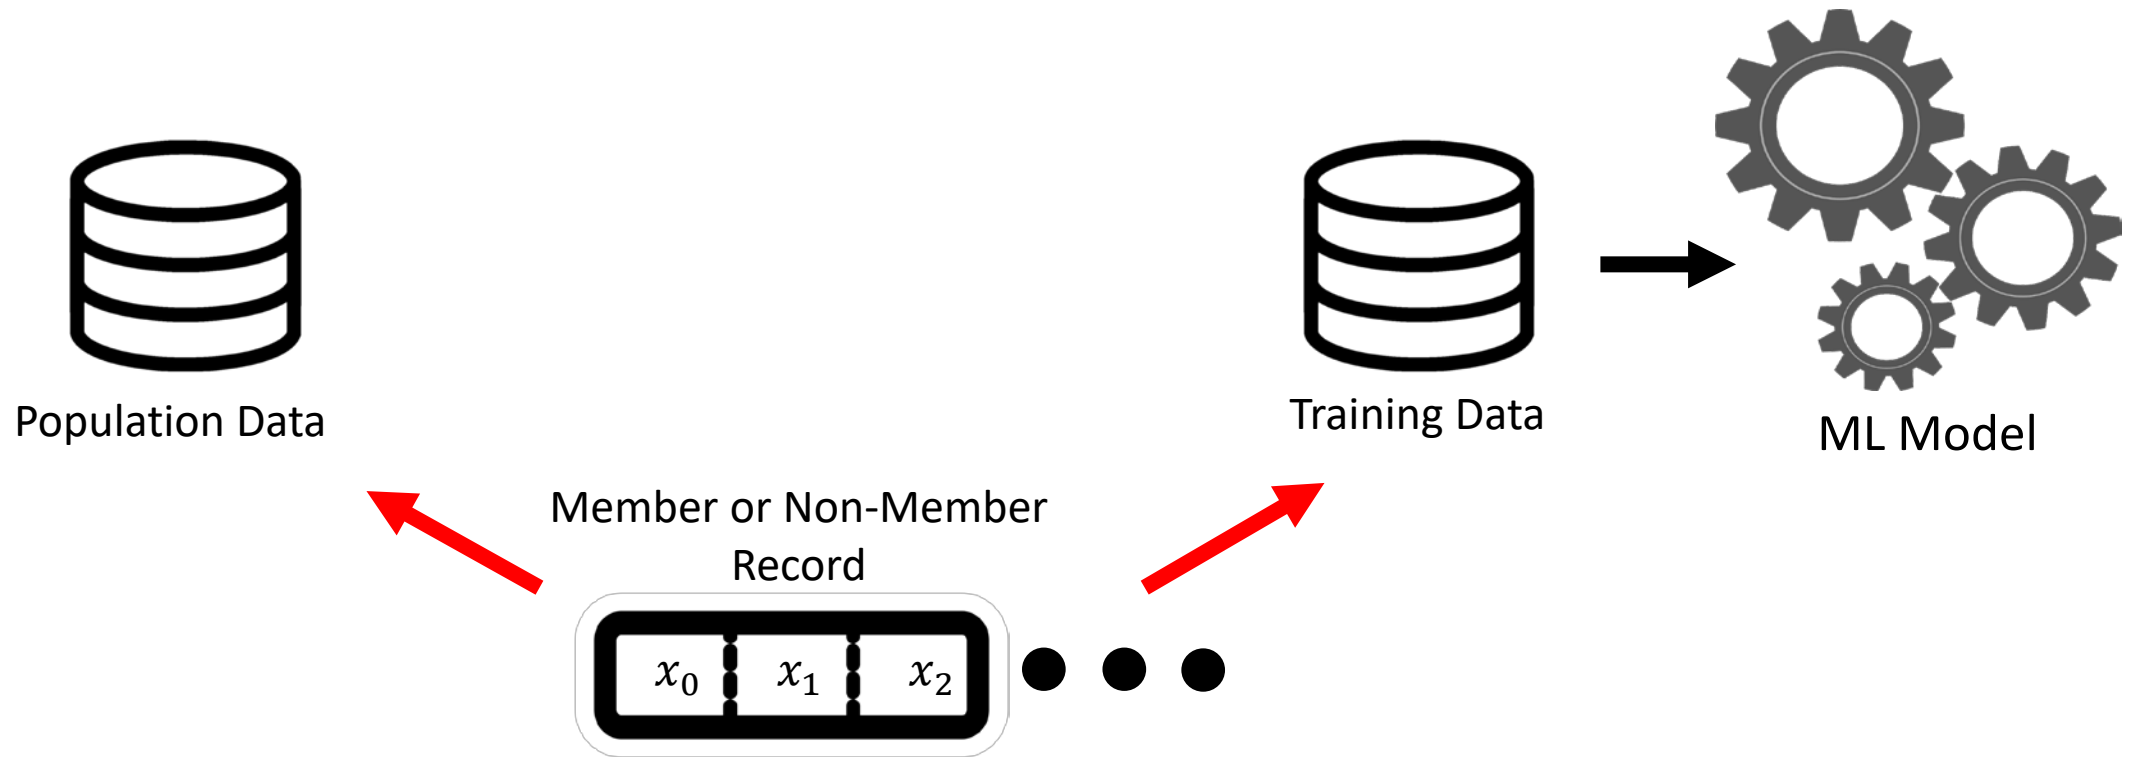 Population Data
Training Data
ML Model
Member or Non-Member
Record
x₀ x₁ x₂